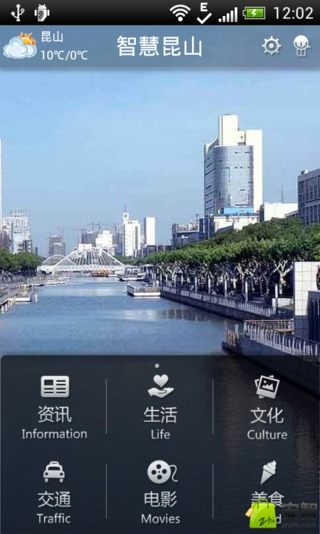 E
12:02
昆山
10℃/0℃
智慧昆山
资讯
Information
生活
Life
文化
Culture
交通
Traffic
电影
Movies
美食